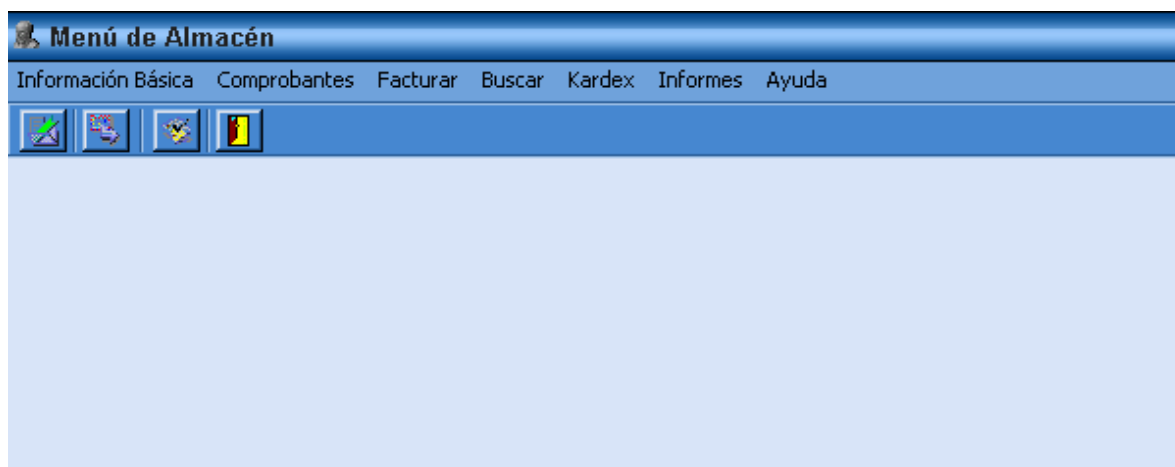 Menú de Almacén
Información Básica Comprobantes Facturar Buscar Kardex Informes Ayuda